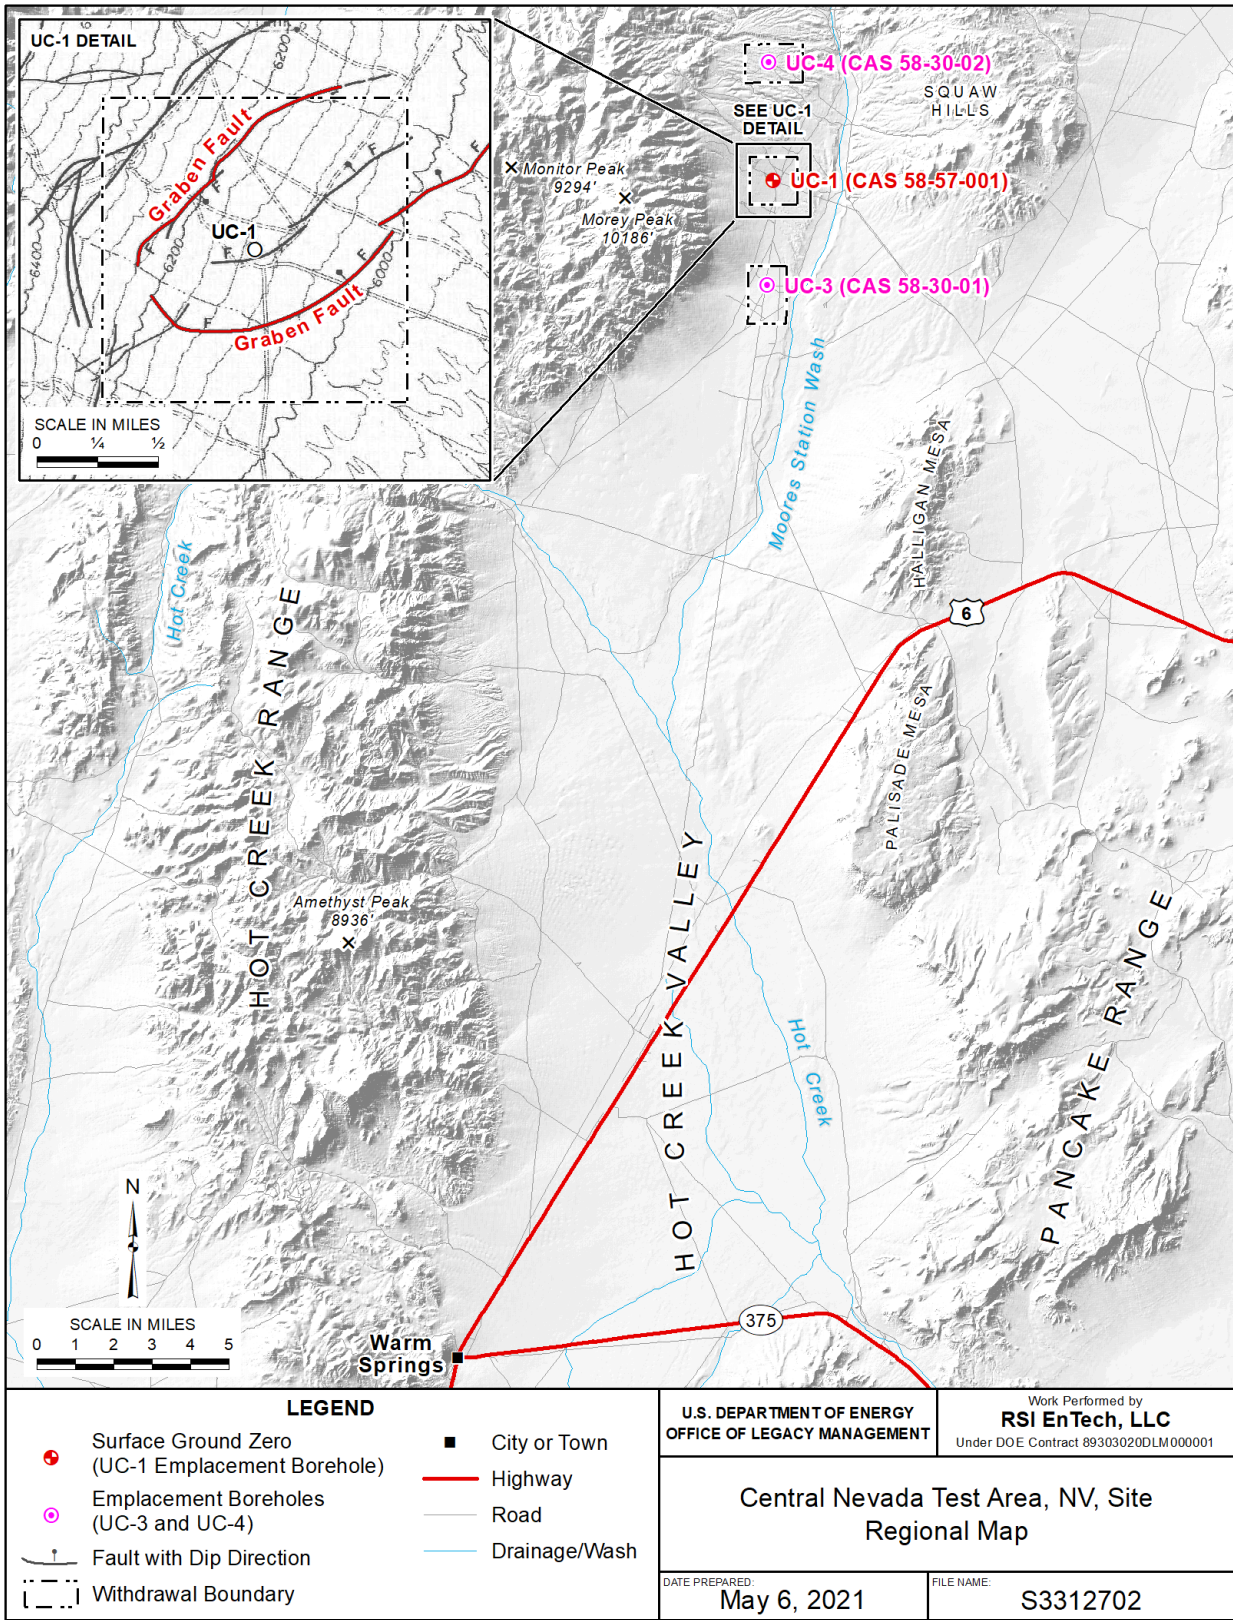 UC-1 DETAIL
6200
6000
Graben Fault
F
F
F
UC-1
F
F
6400
6200
6000
F
Graben Fault
SCALE IN MILES
0 ¼ ½
UC-4 (CAS 58-30-02)
SQUAW
HILLS
SEE UC-1
DETAIL
Monitor Peak
9294'
UC-1 (CAS 58-57-001)
Morey Peak
10186'
UC-3 (CAS 58-30-01)
Moores Station Wash
HALLIGAN MESA
Hot Creek
HOT CREEK RANGE
6
PALISADE MESA
Amethyst Peak
8936'
HOT CREEK VALLEY
PANCAKE RANGE
Hot Creek
N
SCALE IN MILES
0 1 2 3 4 5
Warm
Springs
375
LEGEND
Surface Ground Zero
(UC-1 Emplacement Borehole)
Emplacement Boreholes
(UC-3 and UC-4)
Fault with Dip Direction
Withdrawal Boundary
City or Town
Highway
Road
Drainage/Wash
U.S. DEPARTMENT OF ENERGY
OFFICE OF LEGACY MANAGEMENT
Work Performed by
RSI EnTech, LLC
Under DOE Contract 89303020DLM000001
Central Nevada Test Area, NV, Site
Regional Map
DATE PREPARED:
May 6, 2021
FILE NAME:
S3312702